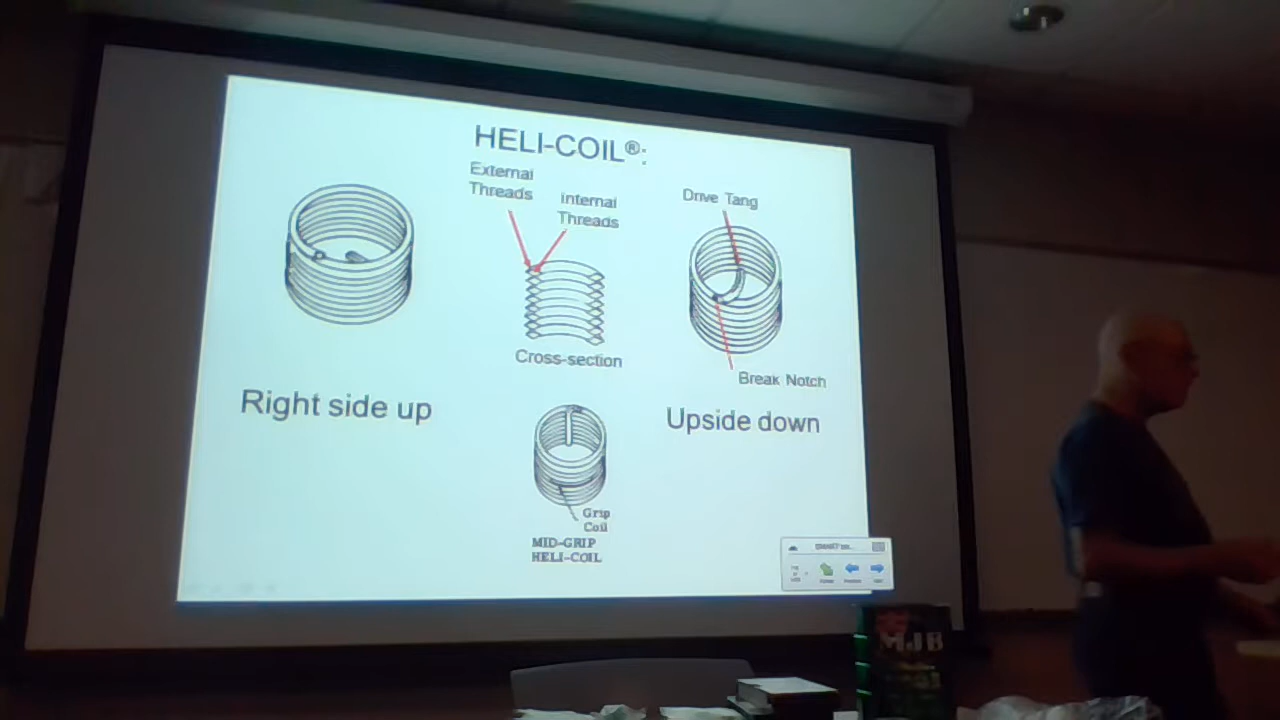 HELI-COIL®:
External
Threads
Internal
Threads
Drive Tang
Cross-section
Break Notch
Right side up
Upside down
Grip
Coil
MID-GRIP
HELI-COIL
MJB